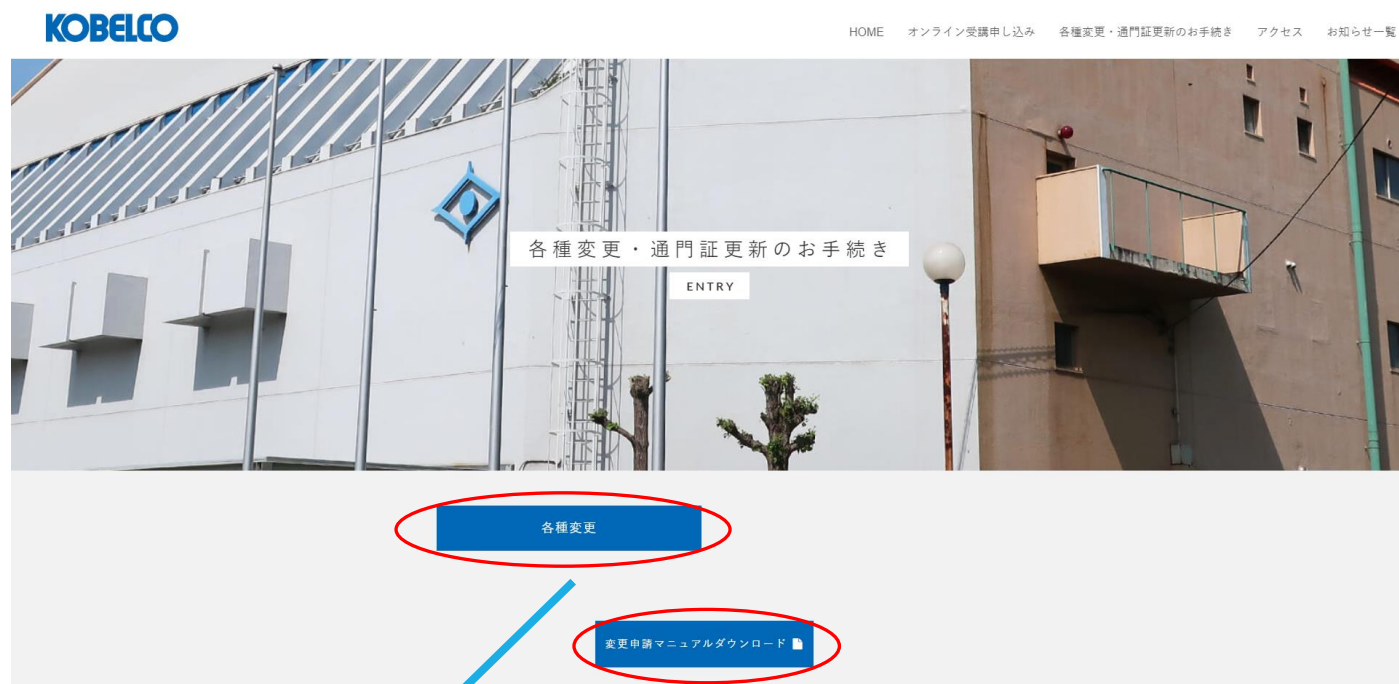 KOBELCO
HOME オンライン受講申し込み 各種変更・通門証更新のお手続き アクセス お知らせ一覧
各種変更・通門証更新のお手続き
ENTRY
各種変更
変更申請マニュアルダウンロード